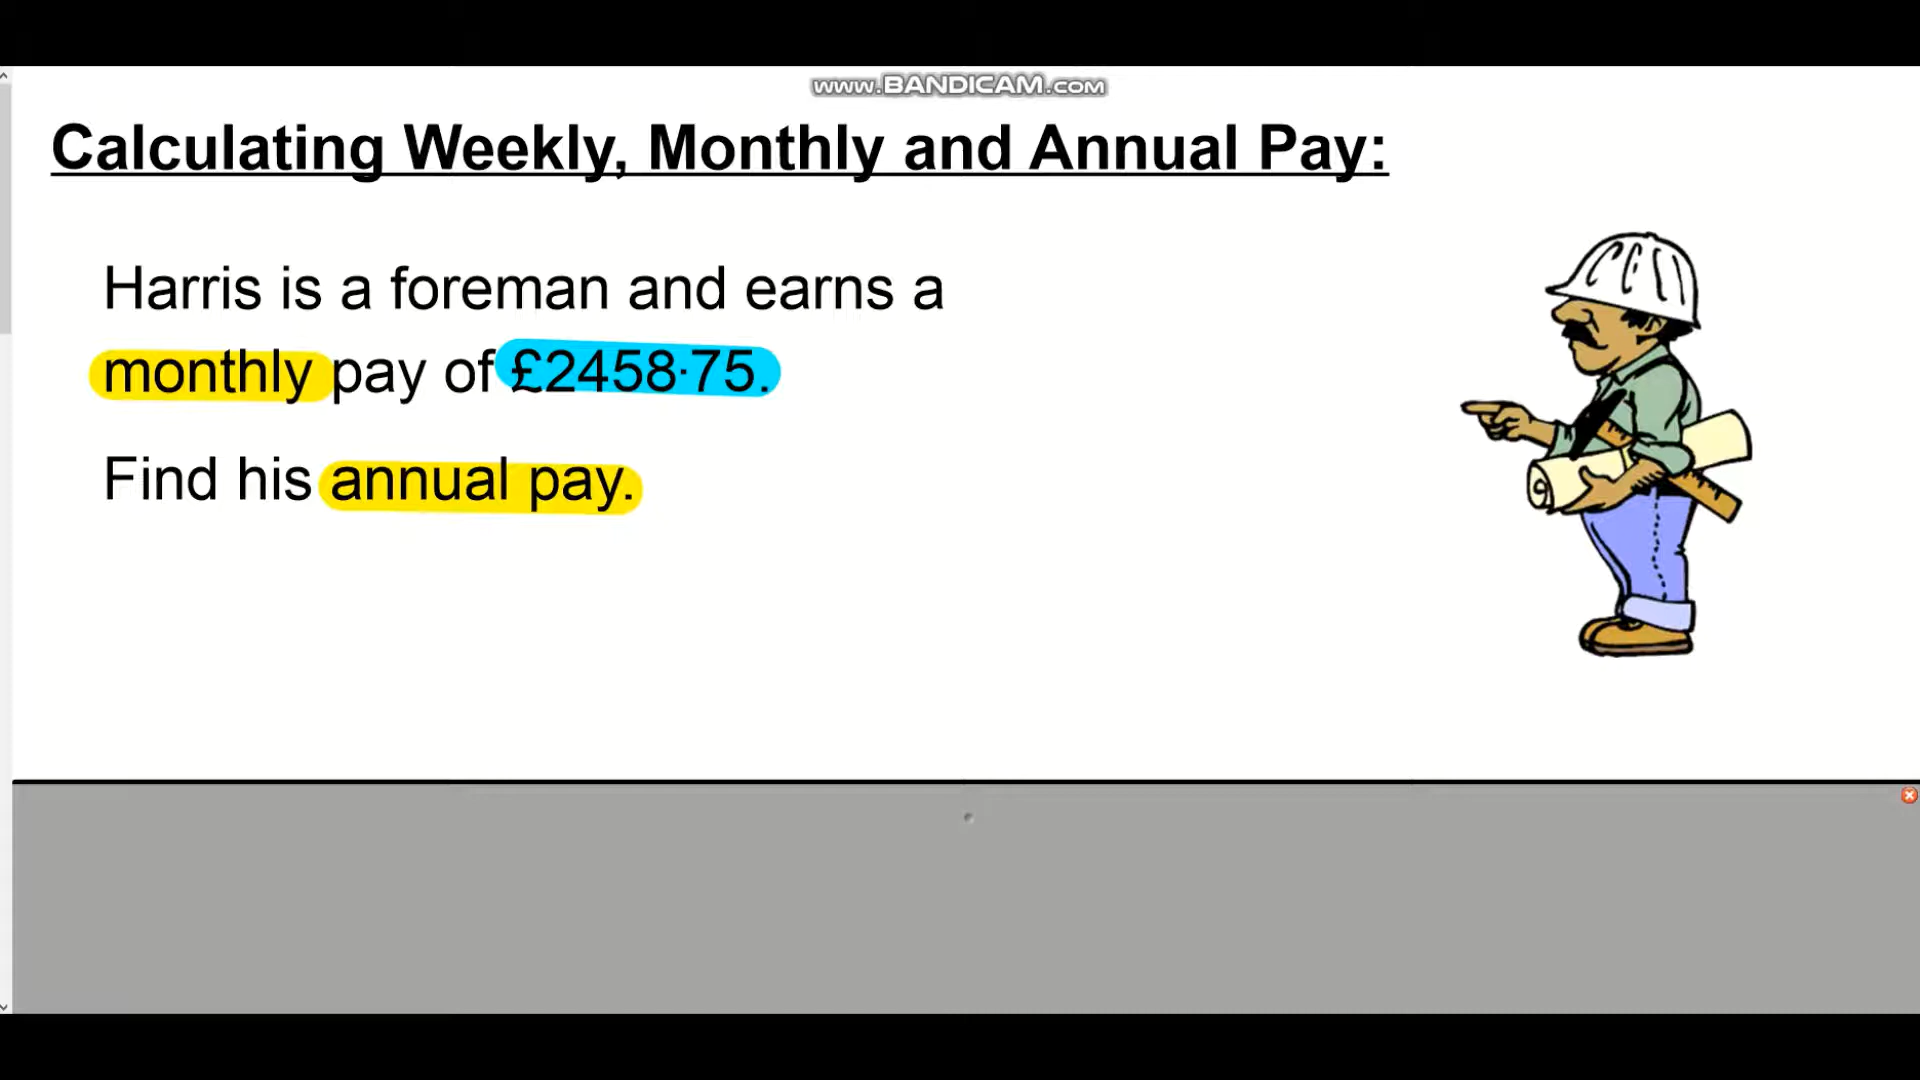 www.BANDICAM.com
Calculating Weekly, Monthly and Annual Pay:
Harris is a foreman and earns a
monthly pay of £2458·75.
Find his annual pay.